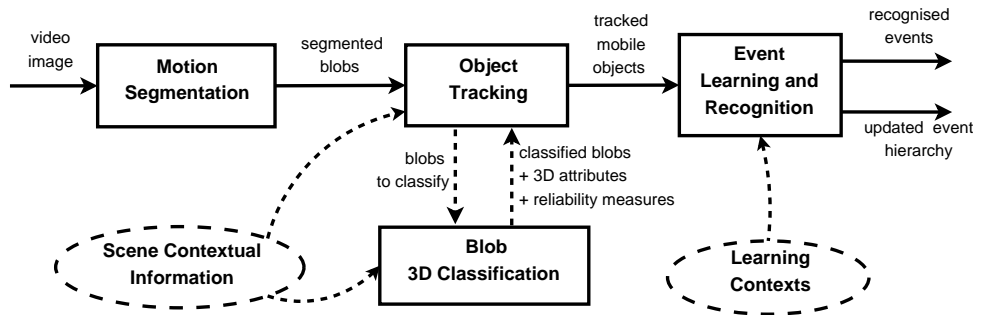 video
image
Motion
Segmentation
segmented
blobs
Object
Tracking
tracked
mobile
objects
Event
Learning and
Recognition
recognised
events
updated event
hierarchy
blobs
to classify
classified blobs
+ 3D attributes
+ reliability measures
Scene Contextual
Information
Blob
3D Classification
Learning
Contexts